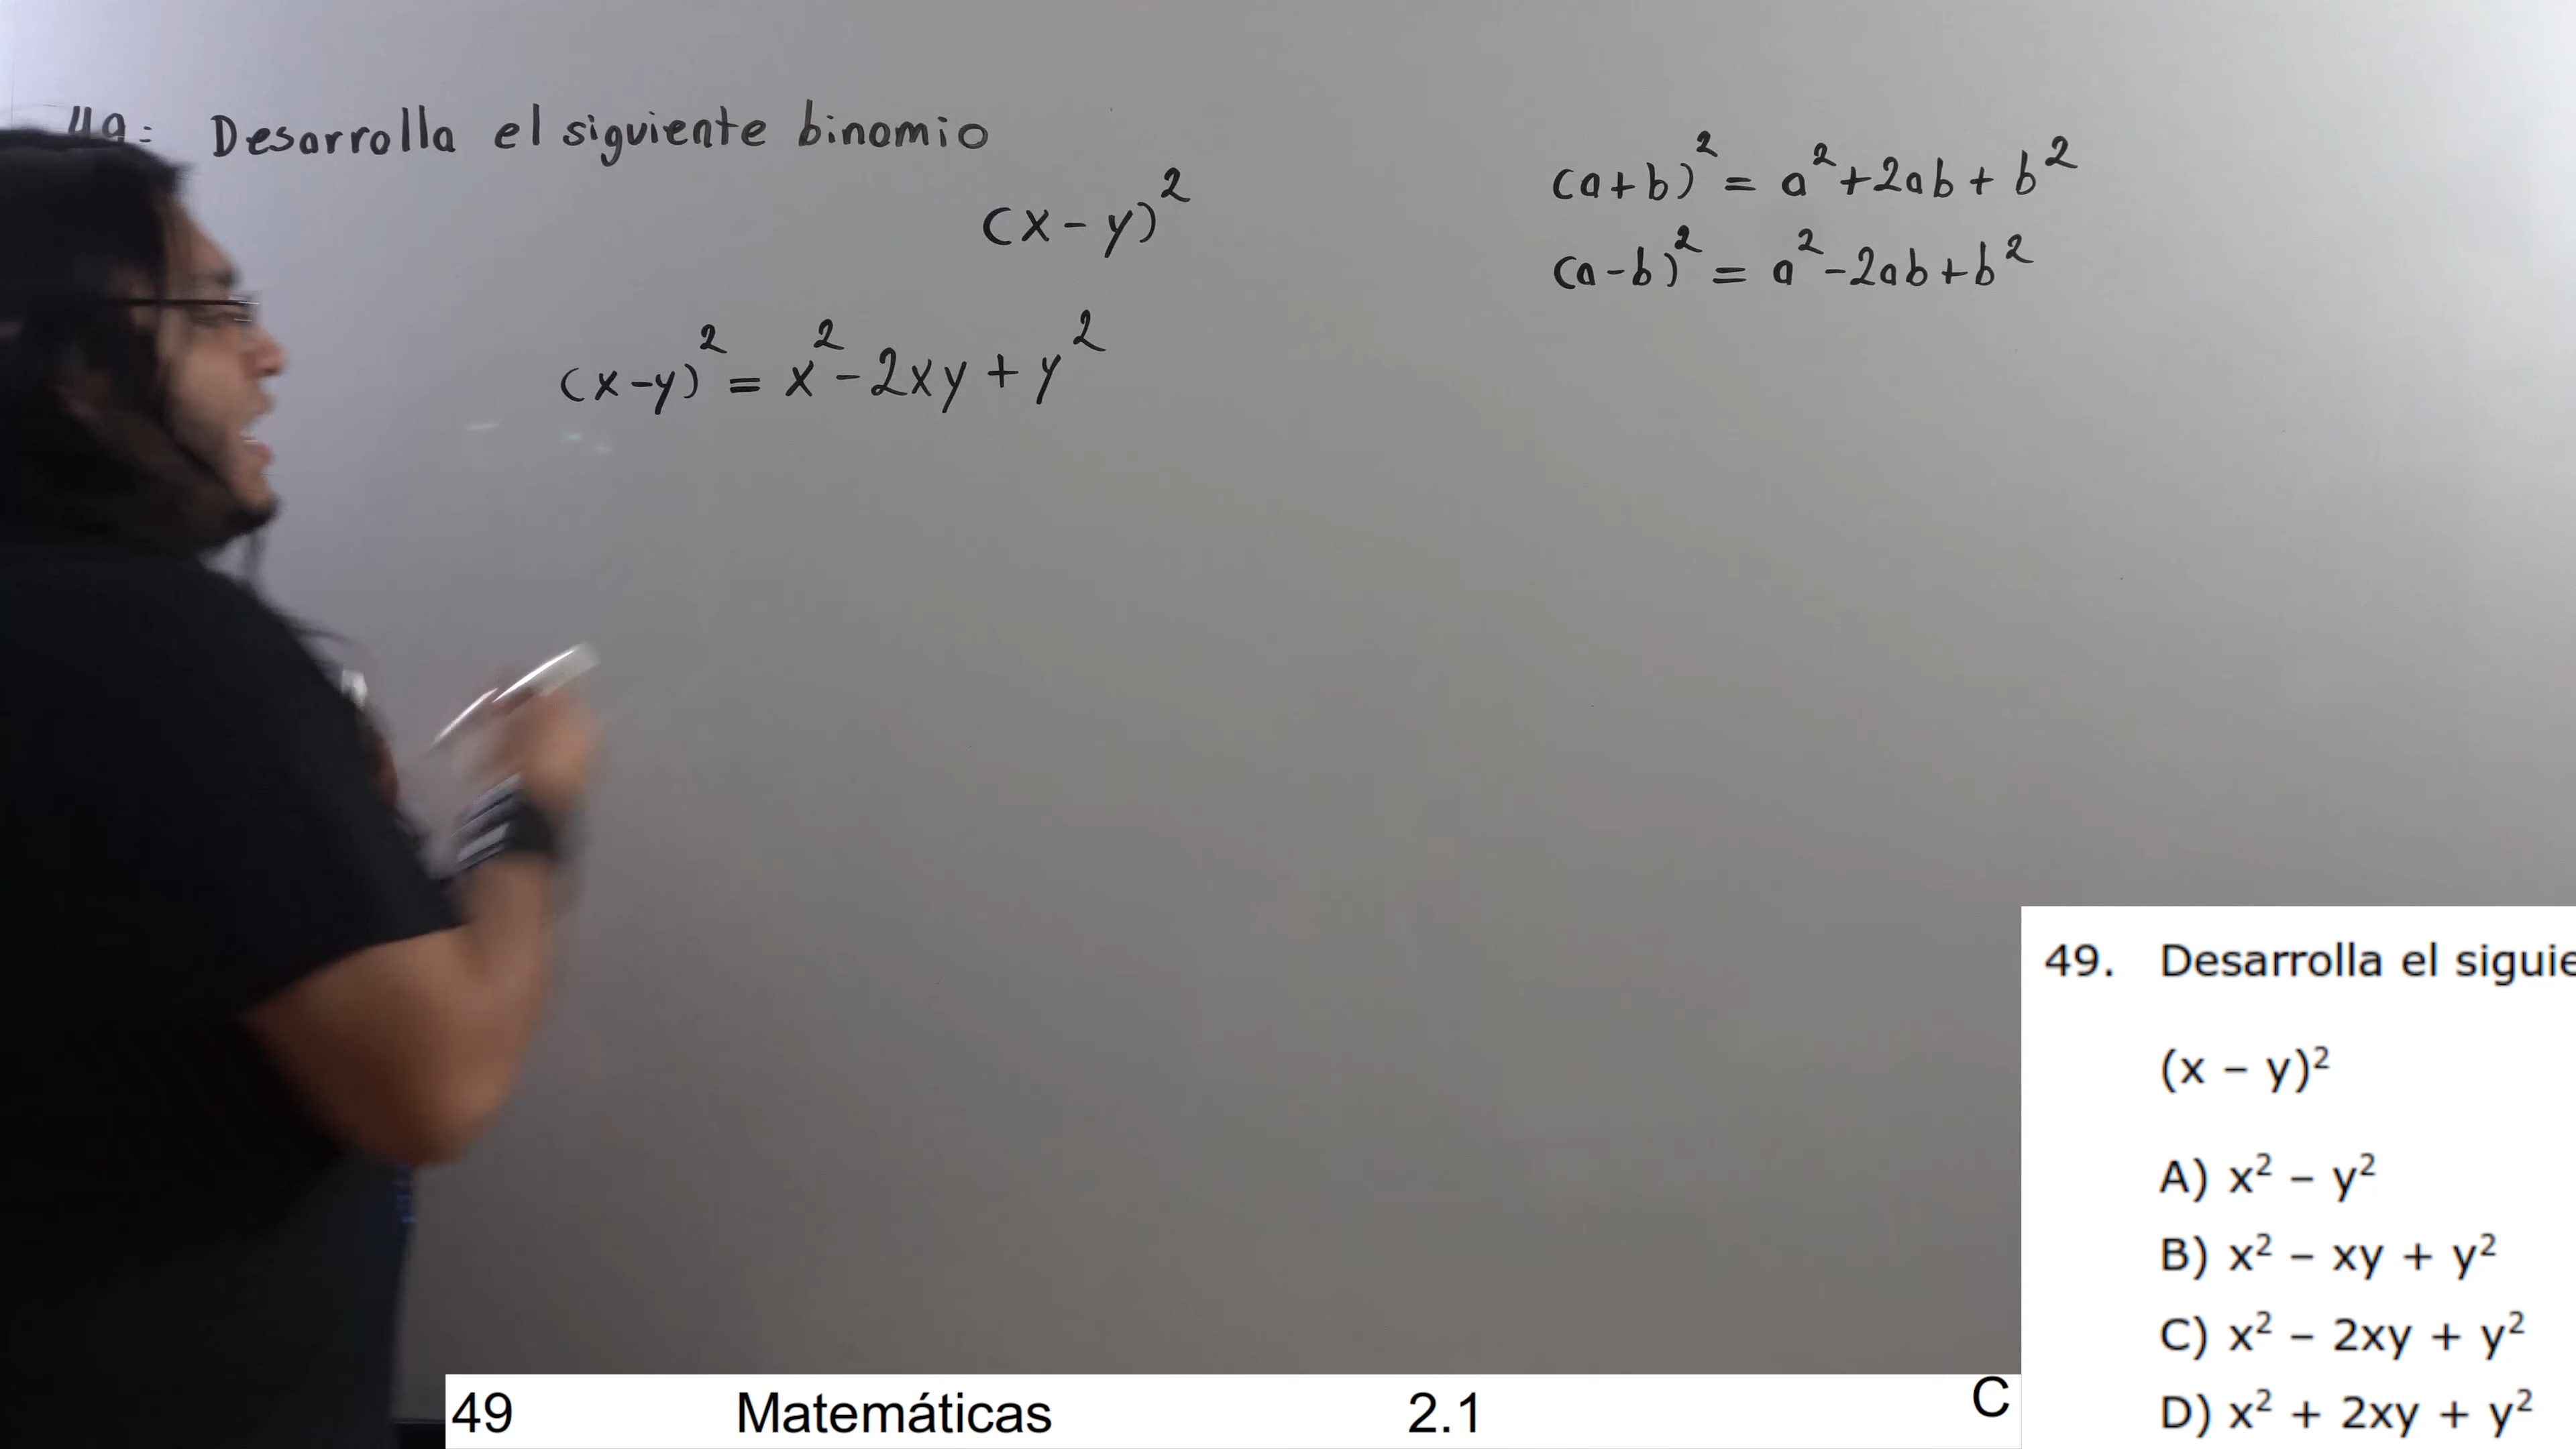 49: Desarrolla el siguiente binomio
(x - y)²
(x-y)² = x² - 2xy + y²
(a+b)² = a² + 2ab + b²
(a-b)² = a² - 2ab + b²
49. Desarrolla el siguie
(x – y)²
A) x² – y²
B) x² – xy + y²
C) x² – 2xy + y²
D) x² + 2xy + y²
49 Matemáticas 2.1 C